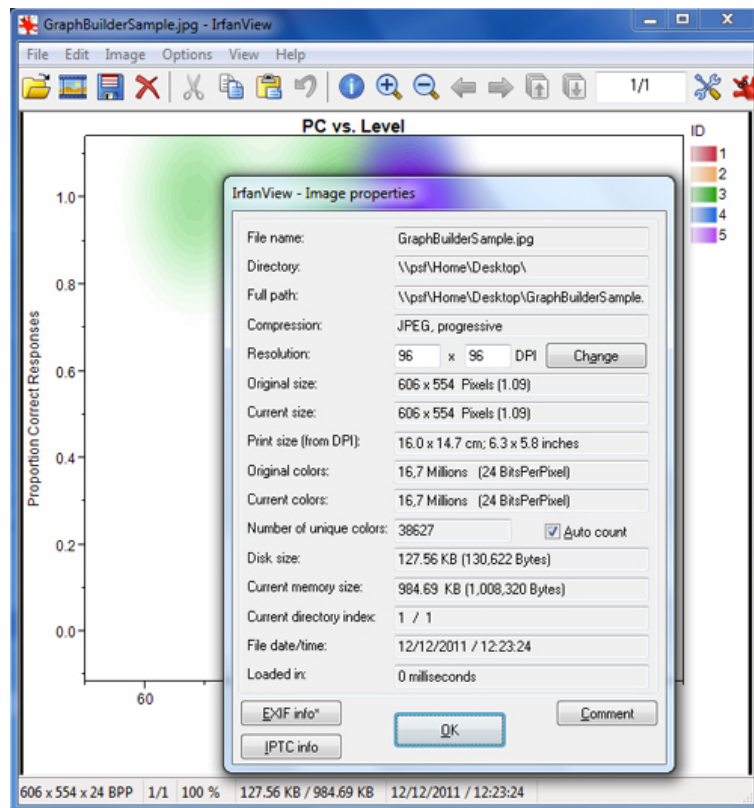 GraphBuilderSample.jpg - IrfanView
File Edit Image Options View Help
1/1
PC vs. Level
ID
1
2
3
4
5
Proportion Correct Responses
1.0
0.8
0.6
0.4
0.2
0.0
60
IrfanView - Image properties
File name: GraphBuilderSample.jpg
Directory: \\psf\Home\Desktop\
Full path: \\psf\Home\Desktop\GraphBuilderSample.
Compression: JPEG, progressive
Resolution: 96 x 96 DPI Change
Original size: 606 x 554 Pixels (1.09)
Current size: 606 x 554 Pixels (1.09)
Print size (from DPI): 16.0 x 14.7 cm; 6.3 x 5.8 inches
Original colors: 16,7 Millions (24 BitsPerPixel)
Current colors: 16,7 Millions (24 BitsPerPixel)
Number of unique colors: 38627 Auto count
Disk size: 127.56 KB (130,622 Bytes)
Current memory size: 984.69 KB (1,008,320 Bytes)
Current directory index: 1 / 1
File date/time: 12/12/2011 / 12:23:24
Loaded in: 0 milliseconds
EXIF info*
OK
Comment
IPTC info
606 x 554 x 24 BPP 1/1 100 % 127.56 KB / 984.69 KB 12/12/2011 / 12:23:24